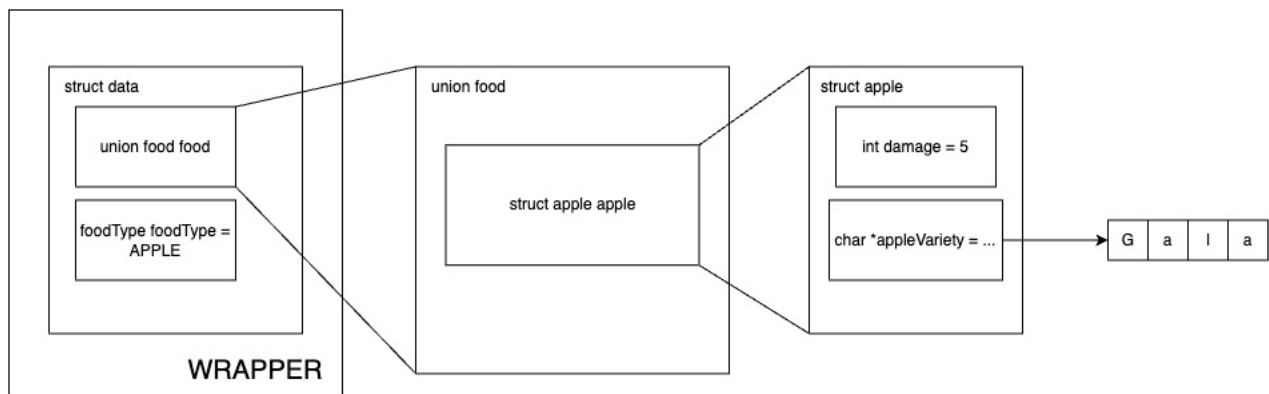 struct data
union food food
foodType foodType =
APPLE
WRAPPER
union food
struct apple apple
struct apple
int damage = 5
char *appleVariety = ...
G a l a